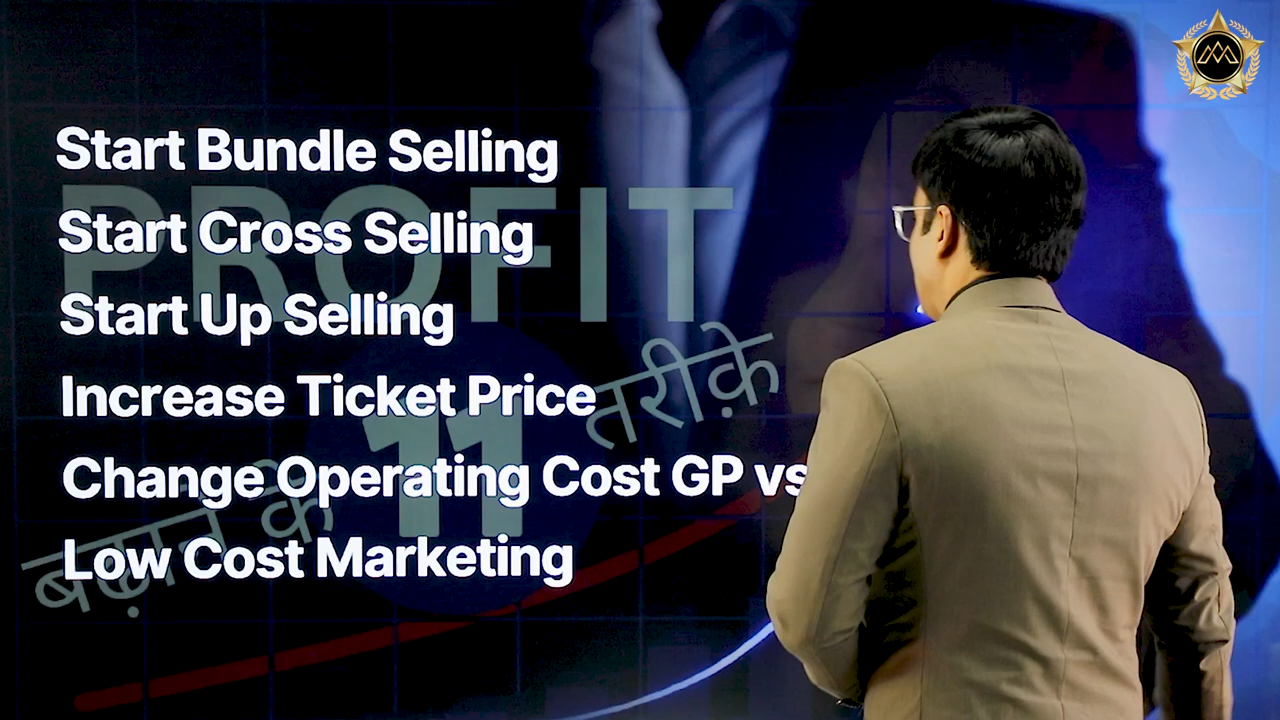 Start Bundle Selling
PROFIT
Start Cross Selling
Start Up Selling
Increase Ticket Price
बढ़ाने के 11 तरीक़े
Change Operating Cost GP vs
Low Cost Marketing